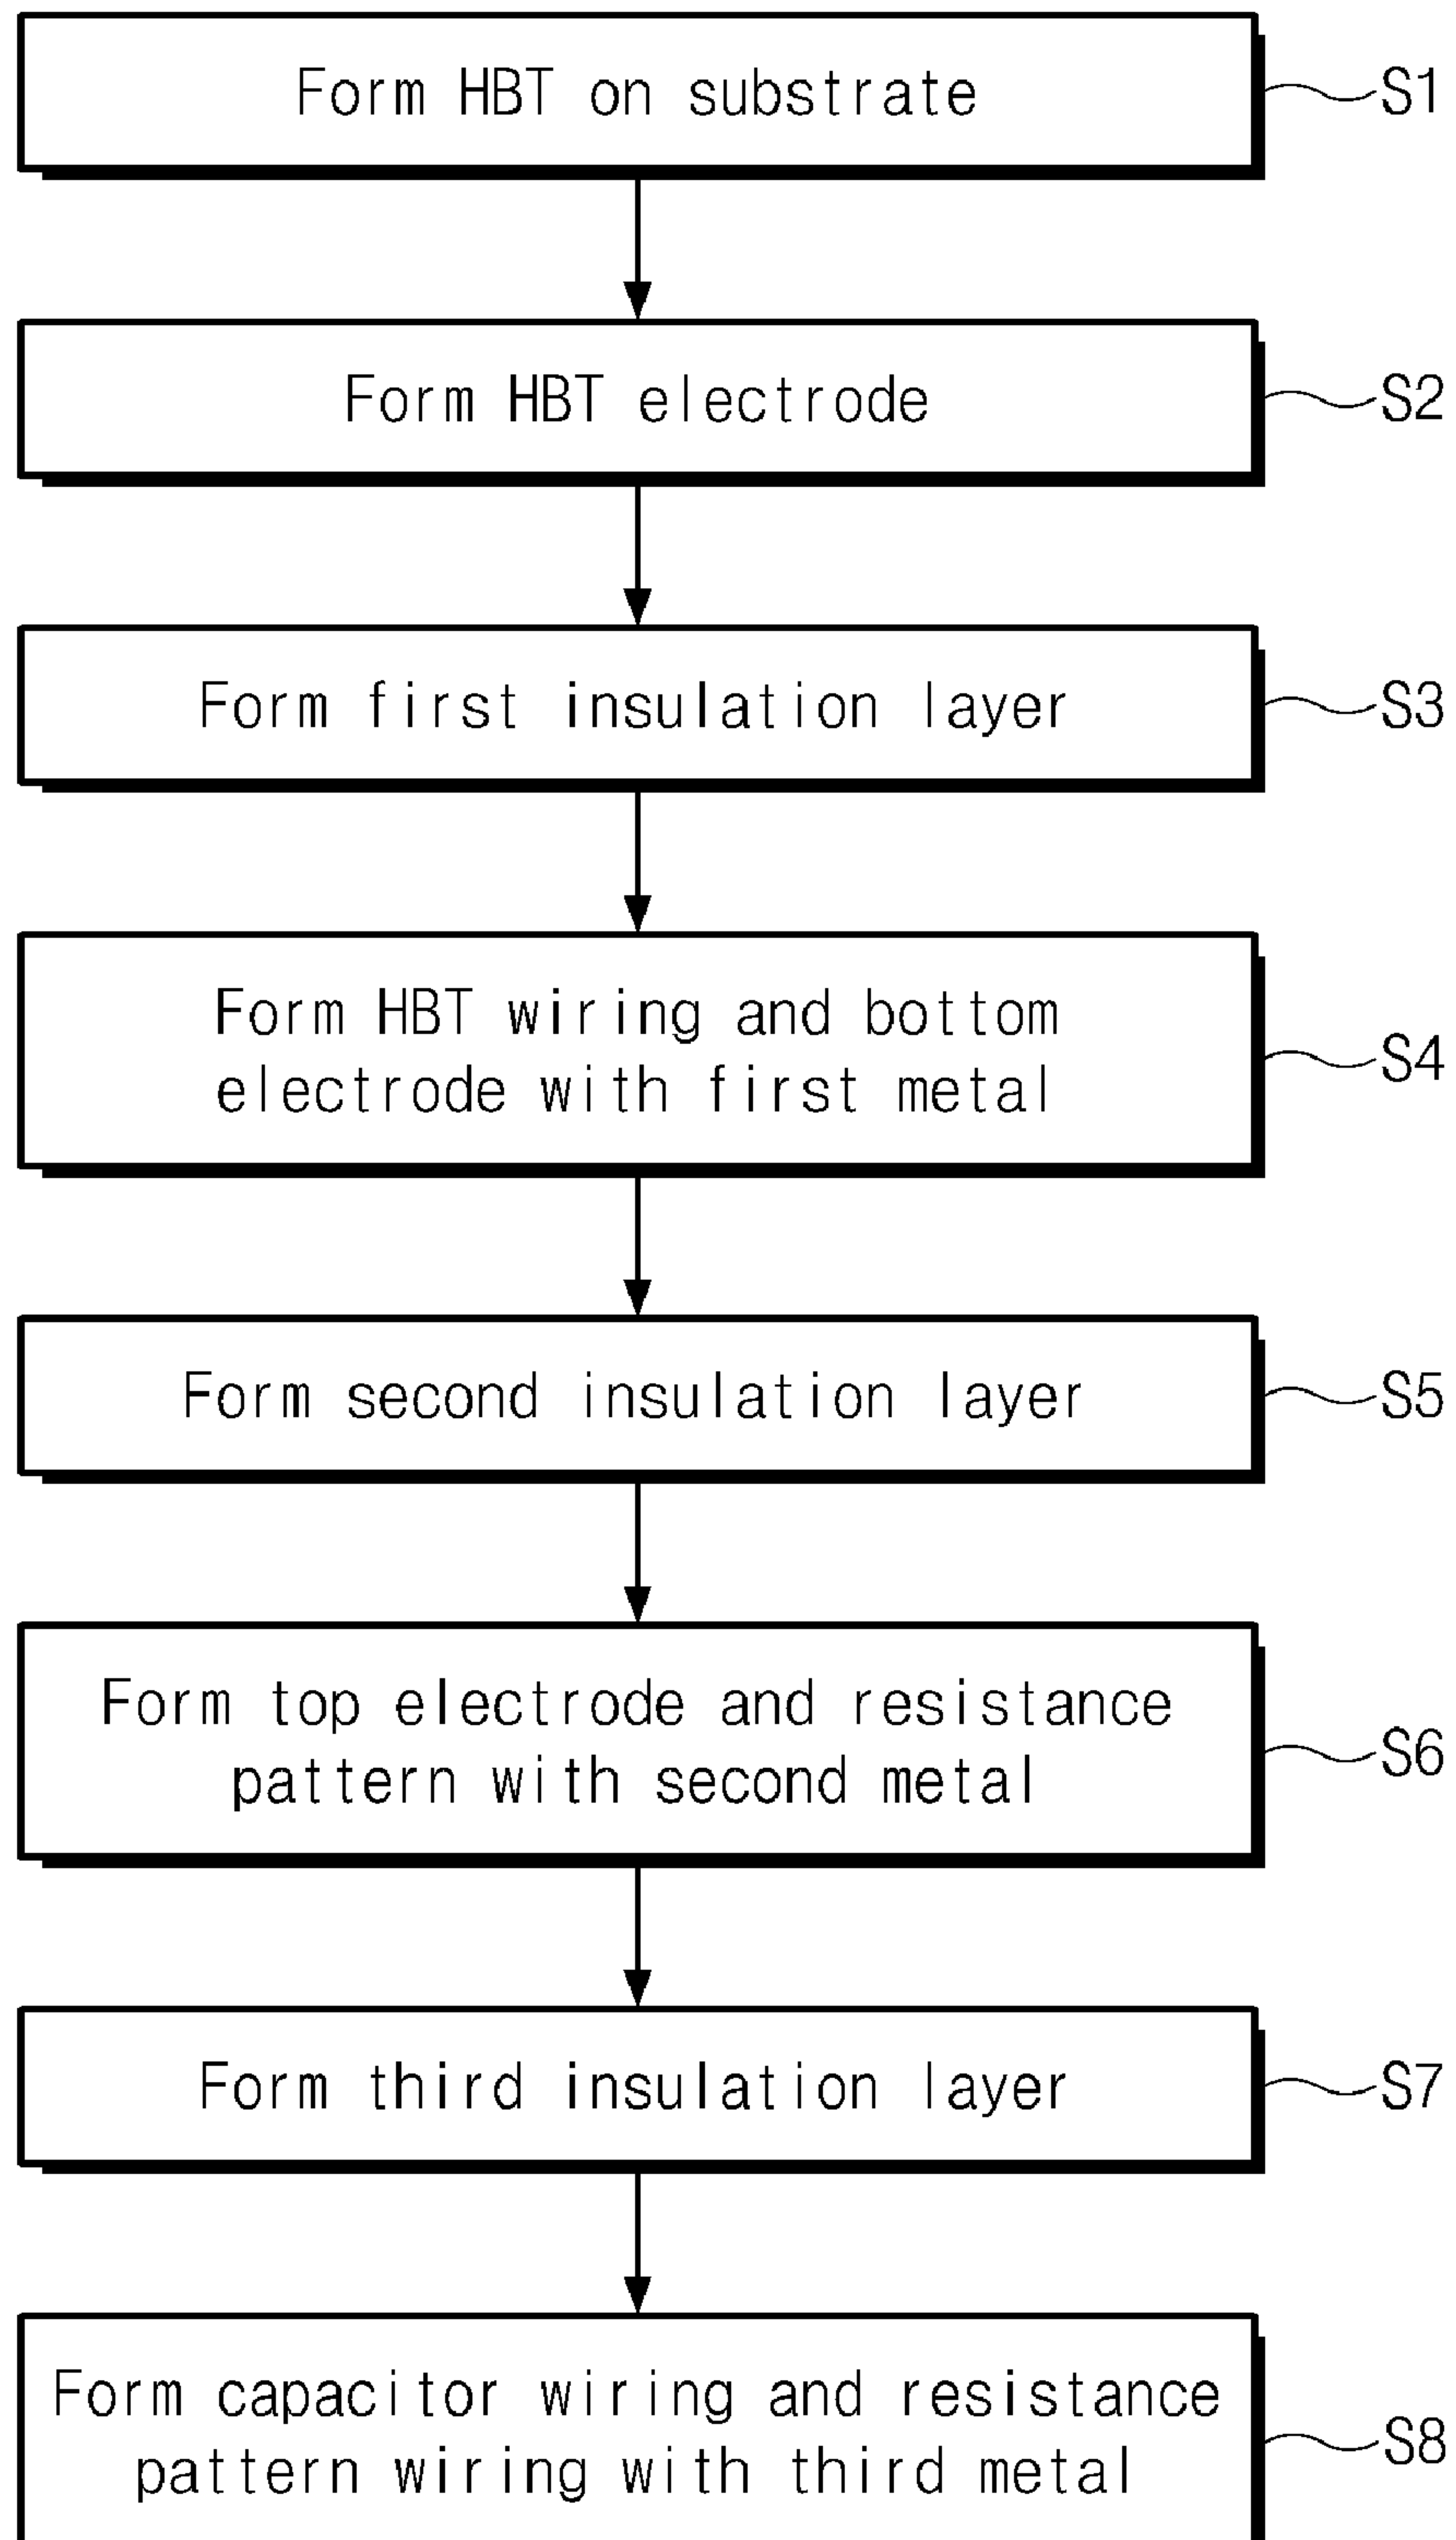 Form HBT on substrate
S1
Form HBT electrode
S2
Form first insulation layer
S3
Form HBT wiring and bottom
electrode with first metal
S4
Form second insulation layer
S5
Form top electrode and resistance
pattern with second metal
S6
Form third insulation layer
S7
Form capacitor wiring and resistance
pattern wiring with third metal
S8